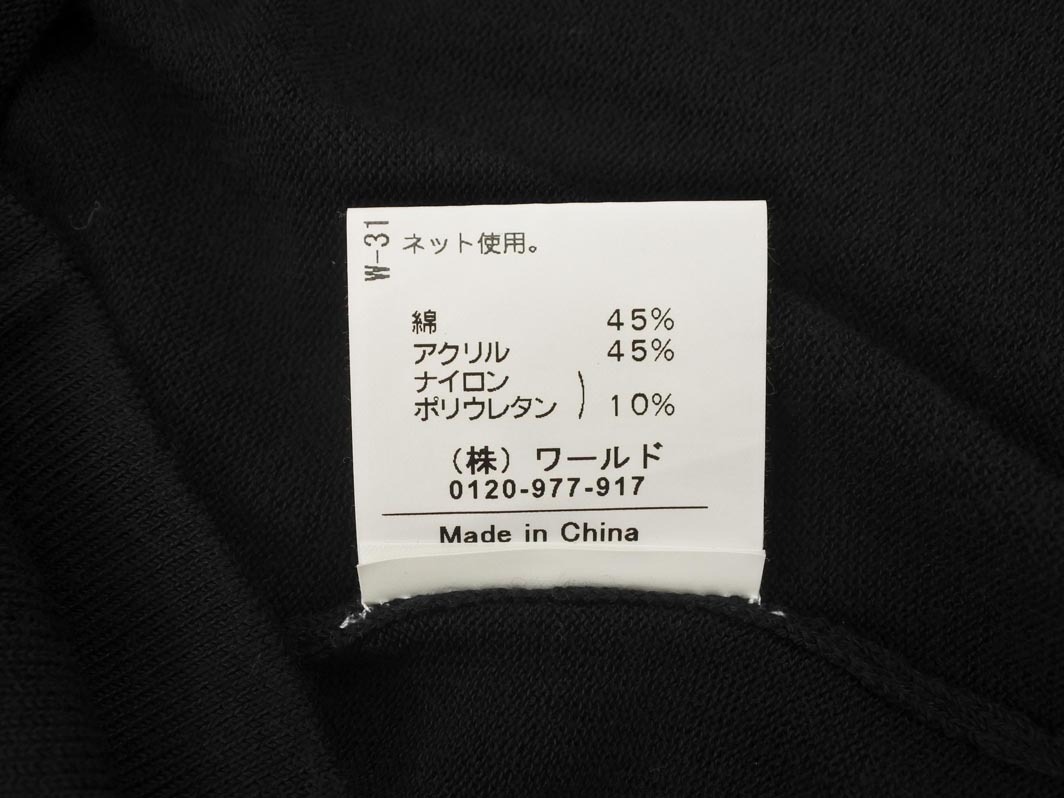 W-31
ネット使用。
綿 45%
アクリル 45%
ナイロン
ポリウレタン ) 10%
(株) ワールド
0120-977-917
Made in China